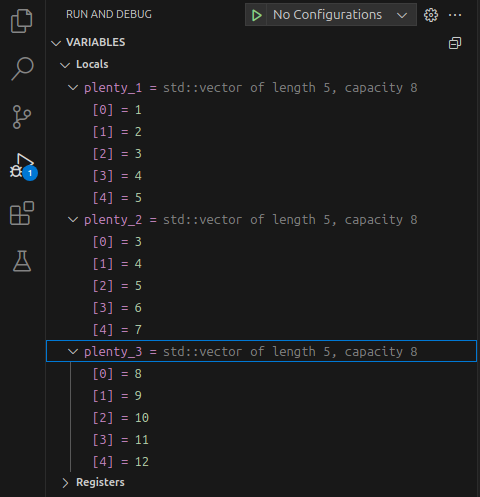 RUN AND DEBUG No Configurations
VARIABLES
Locals
plenty_1 = std::vector of length 5, capacity 8
[0] = 1
[1] = 2
[2] = 3
[3] = 4
[4] = 5
plenty_2 = std::vector of length 5, capacity 8
[0] = 3
[1] = 4
[2] = 5
[3] = 6
[4] = 7
plenty_3 = std::vector of length 5, capacity 8
[0] = 8
[1] = 9
[2] = 10
[3] = 11
[4] = 12
Registers
1